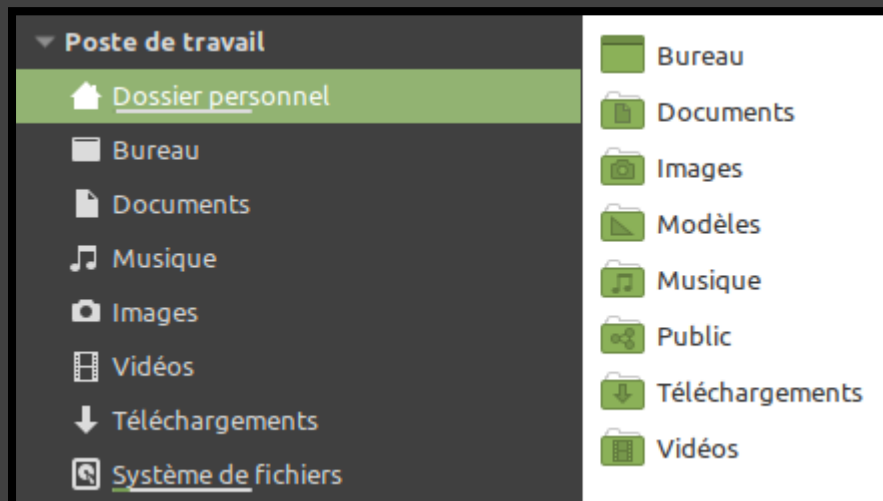 Poste de travail
Dossier personnel
Bureau
Documents
Musique
Images
Vidéos
Téléchargements
Système de fichiers
Bureau
Documents
Images
Modèles
Musique
Public
Téléchargements
Vidéos